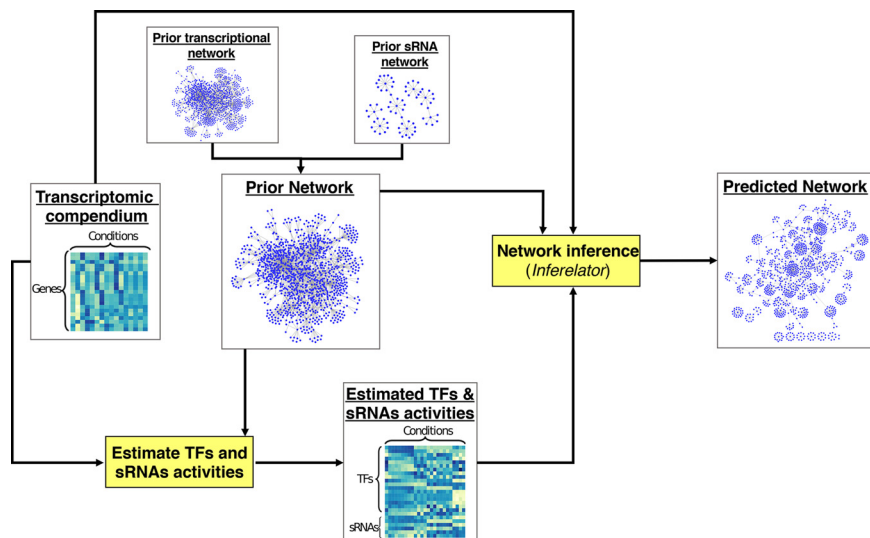 Prior transcriptional
network
Prior sRNA
network
Transcriptomic
compendium
Conditions
Genes
Prior Network
Network inference
(Inferelator)
Predicted Network
Estimate TFs and
sRNAs activities
Estimated TFs &
sRNAs activities
Conditions
TFs
sRNAs